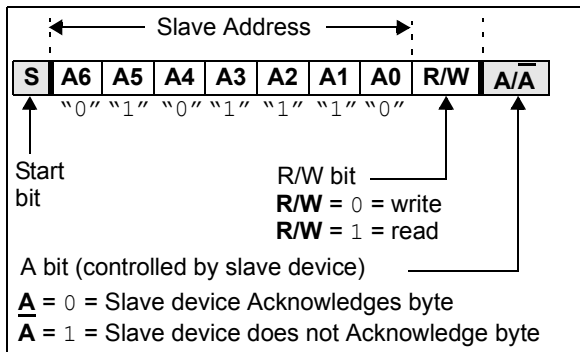 Slave Address
S A6 A5 A4 A3 A2 A1 A0 R/W A/A̅
“0” “1” “0” “1” “1” “1” “0”
Start
bit
R/W bit
R/W = 0 = write
R/W = 1 = read
A bit (controlled by slave device)
A = 0 = Slave device Acknowledges byte
A̅ = 1 = Slave device does not Acknowledge byte